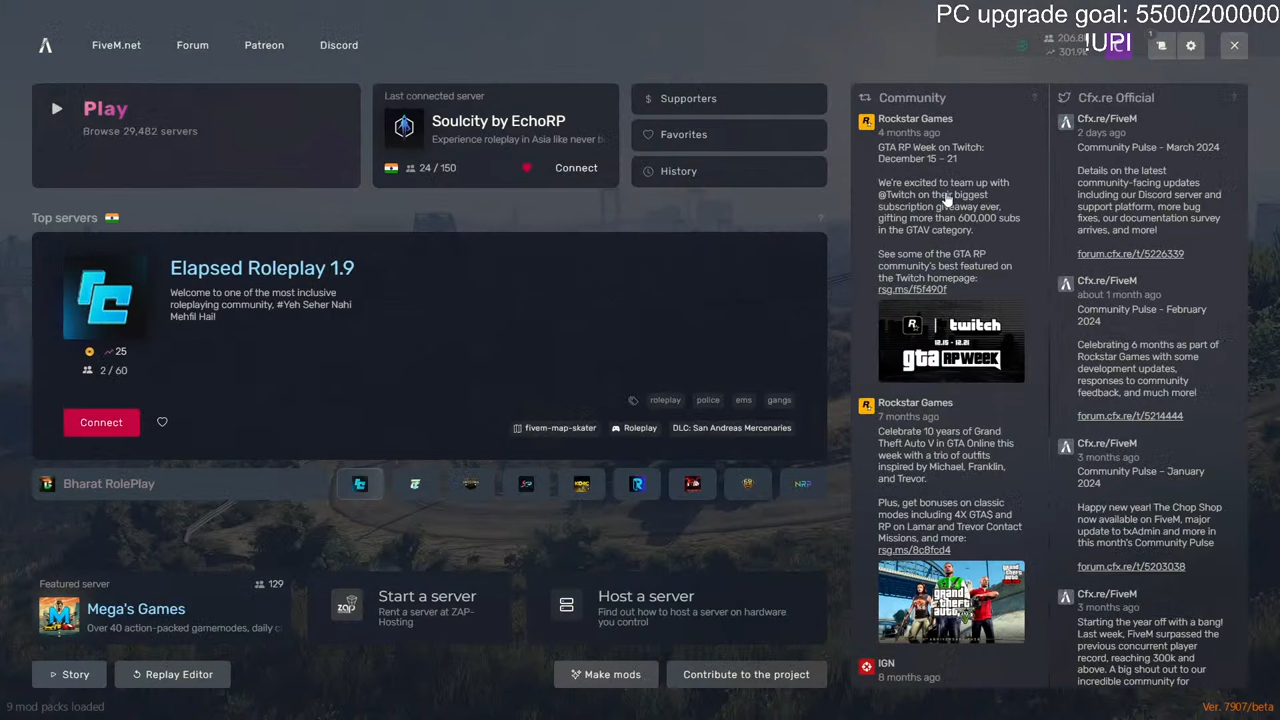 PC upgrade goal: 5500/200000
!UPI
FiveM.net
Forum
Patreon
Discord
206.8
301.9k
1
Play
Browse 29,482 servers
Last connected server
Soulcity by EchoRP
Experience roleplay in Asia like never b
24 / 150
Connect
Supporters
Favorites
History
Top servers
?
Elapsed Roleplay 1.9
Welcome to one of the most inclusive
roleplaying community, #Yeh Seher Nahi
Mehfil Hai!
25
2 / 60
Connect
roleplay
police
ems
gangs
fivem-map-skater
Roleplay
DLC: San Andreas Mercenaries
Bharat RolePlay
NRP
Featured server
129
Mega's Games
Over 40 action-packed gamemodes, daily c
ZAP
Start a server
Rent a server at ZAP-
Hosting
Host a server
Find out how to host a server on hardware
you control
Story
Replay Editor
Make mods
Contribute to the project
9 mod packs loaded
Community
?
Rockstar Games
4 months ago
GTA RP Week on Twitch:
December 15 – 21
We're excited to team up with
@Twitch on their biggest
subscription giveaway ever,
gifting more than 600,000 subs
in the GTAV category.
See some of the GTA RP
community's best featured on
the Twitch homepage:
rsg.ms/f5f490f
twitch
12.15 - 12.21
gta RP WEEK
Rockstar Games
7 months ago
Celebrate 10 years of Grand
Theft Auto V in GTA Online this
week with a trio of outfits
inspired by Michael, Franklin,
and Trevor.
Plus, get bonuses on classic
modes including 4X GTA$ and
RP on Lamar and Trevor Contact
Missions, and more:
rsg.ms/8c8fcd4
grand
theft
auto
IGN
8 months ago
Cfx.re Official
?
Cfx.re/FiveM
2 days ago
Community Pulse - March 2024
Details on the latest
community-facing updates
including our Discord server and
support platform, more bug
fixes, our documentation survey
arrives, and more!
forum.cfx.re/t/5226339
Cfx.re/FiveM
about 1 month ago
Community Pulse – February
2024
Celebrating 6 months as part of
Rockstar Games with some
development updates,
responses to community
feedback, and much more!
forum.cfx.re/t/5214444
Cfx.re/FiveM
3 months ago
Community Pulse – January
2024
Happy new year! The Chop Shop
now available on FiveM, major
update to txAdmin and more in
this month's Community Pulse
forum.cfx.re/t/5203038
Cfx.re/FiveM
3 months ago
Starting the year off with a bang!
Last week, FiveM surpassed the
previous concurrent player
record, reaching 300k and
above. A big shout out to our
incredible community for
Ver. 7907/beta